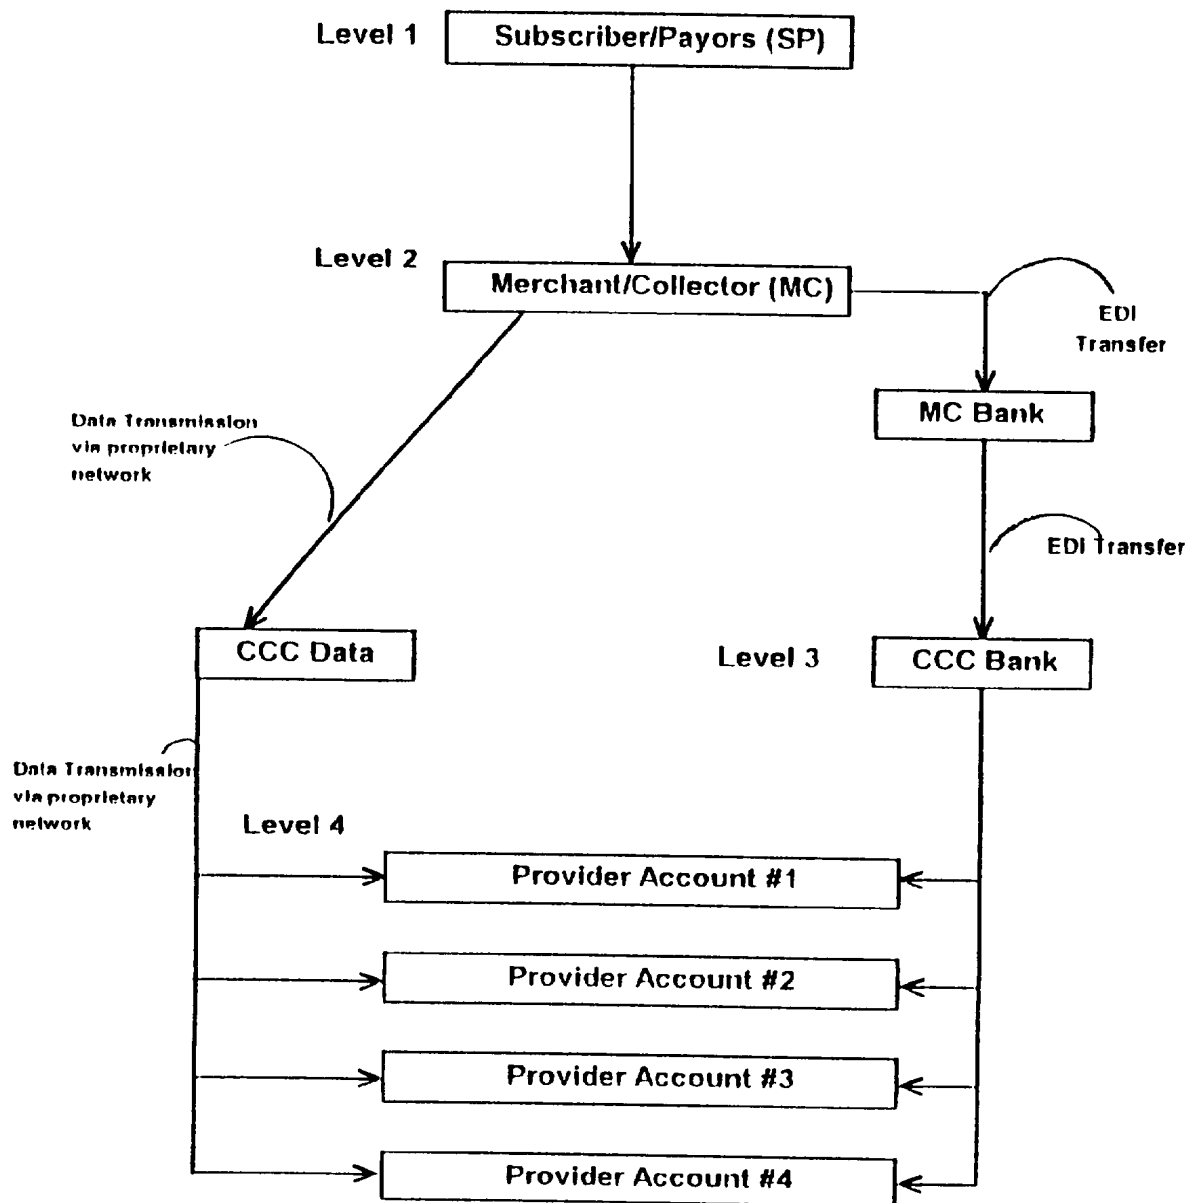 Level 1
Subscriber/Payors (SP)
Level 2
Merchant/Collector (MC)
EDI
Transfer
MC Bank
Data Transmission
via proprietary
network
EDI Transfer
CCC Data
Level 3
CCC Bank
Data Transmission
via proprietary
network
Level 4
Provider Account #1
Provider Account #2
Provider Account #3
Provider Account #4